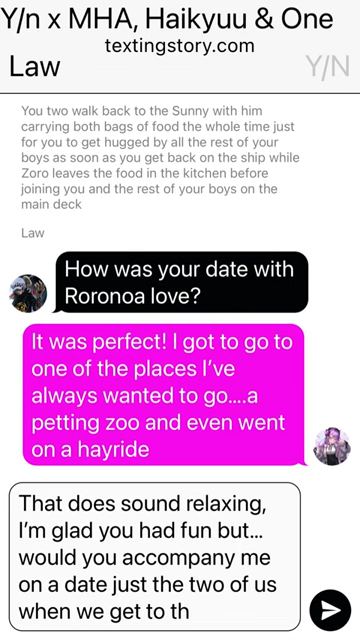 Y/n x MHA, Haikyuu & One
textingstory.com
Law
Y/N
You two walk back to the Sunny with him
carrying both bags of food the whole time just
for you to get hugged by all the rest of your
boys as soon as you get back on the ship while
Zoro leaves the food in the kitchen before
joining you and the rest of your boys on the
main deck
Law
How was your date with
Roronoa love?
It was perfect! I got to go to
one of the places I’ve
always wanted to go....a
petting zoo and even went
on a hayride
That does sound relaxing,
I’m glad you had fun but...
would you accompany me
on a date just the two of us
when we get to th